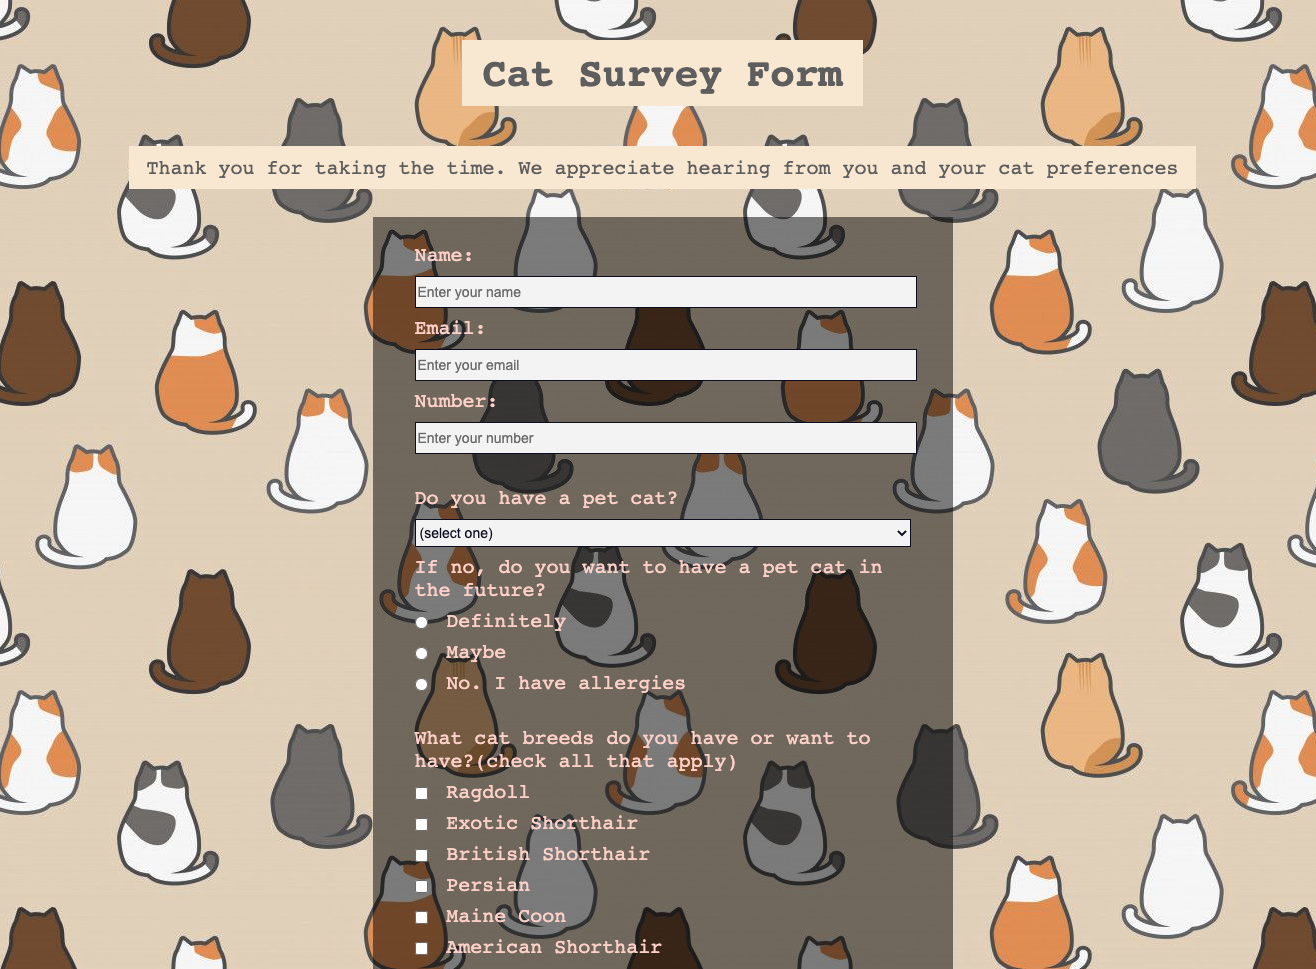 Cat Survey Form
Thank you for taking the time. We appreciate hearing from you and your cat preferences
Name:
Enter your name
Email:
Enter your email
Number:
Enter your number
Do you have a pet cat?
(select one)
If no, do you want to have a pet cat in
the future?
Definitely
Maybe
No. I have allergies
What cat breeds do you have or want to
have?(check all that apply)
Ragdoll
Exotic Shorthair
British Shorthair
Persian
Maine Coon
American Shorthair